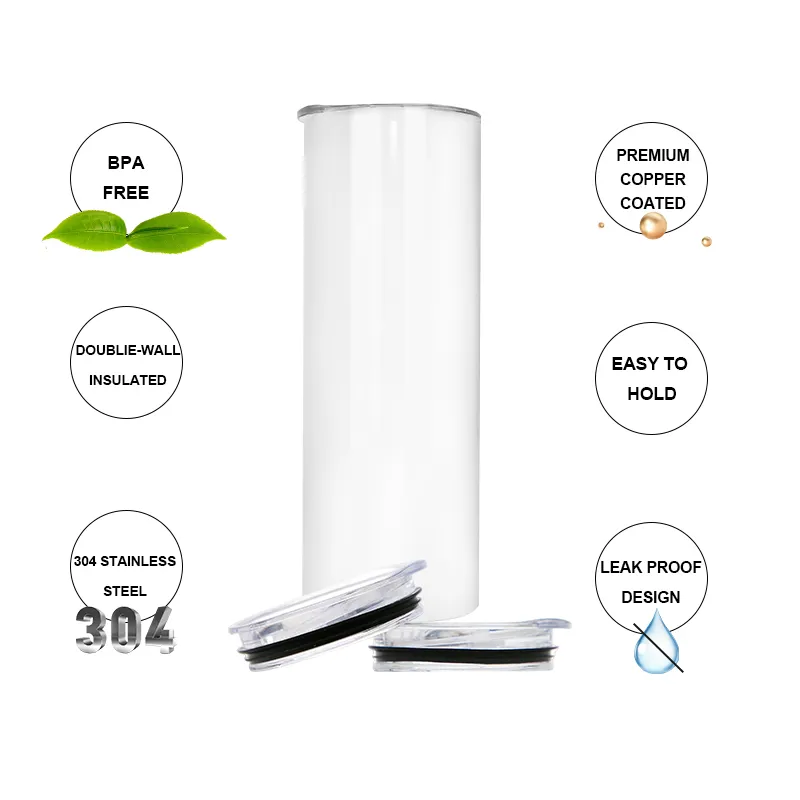 BPA
FREE
DOUBLIE-WALL
INSULATED
304 STAINLESS
STEEL
304
PREMIUM
COPPER
COATED
EASY TO
HOLD
LEAK PROOF
DESIGN